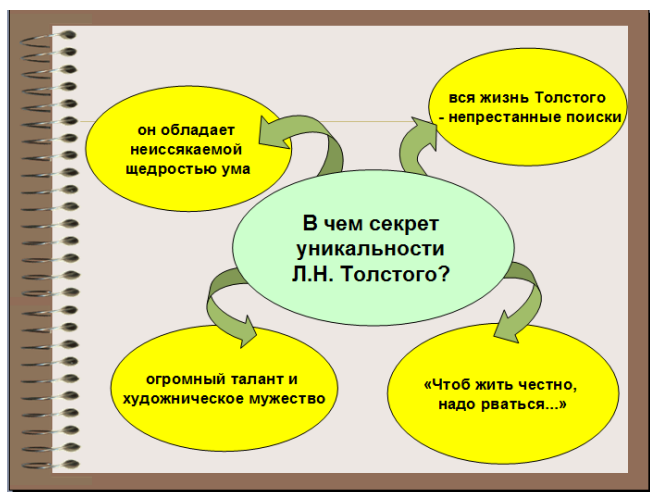 он обладает
неиссякаемой
щедростью ума
вся жизнь Толстого
- непрестанные поиски
В чем секрет
уникальности
Л.Н. Толстого?
огромный талант и
художническое мужество
«Чтоб жить честно,
надо рваться...»